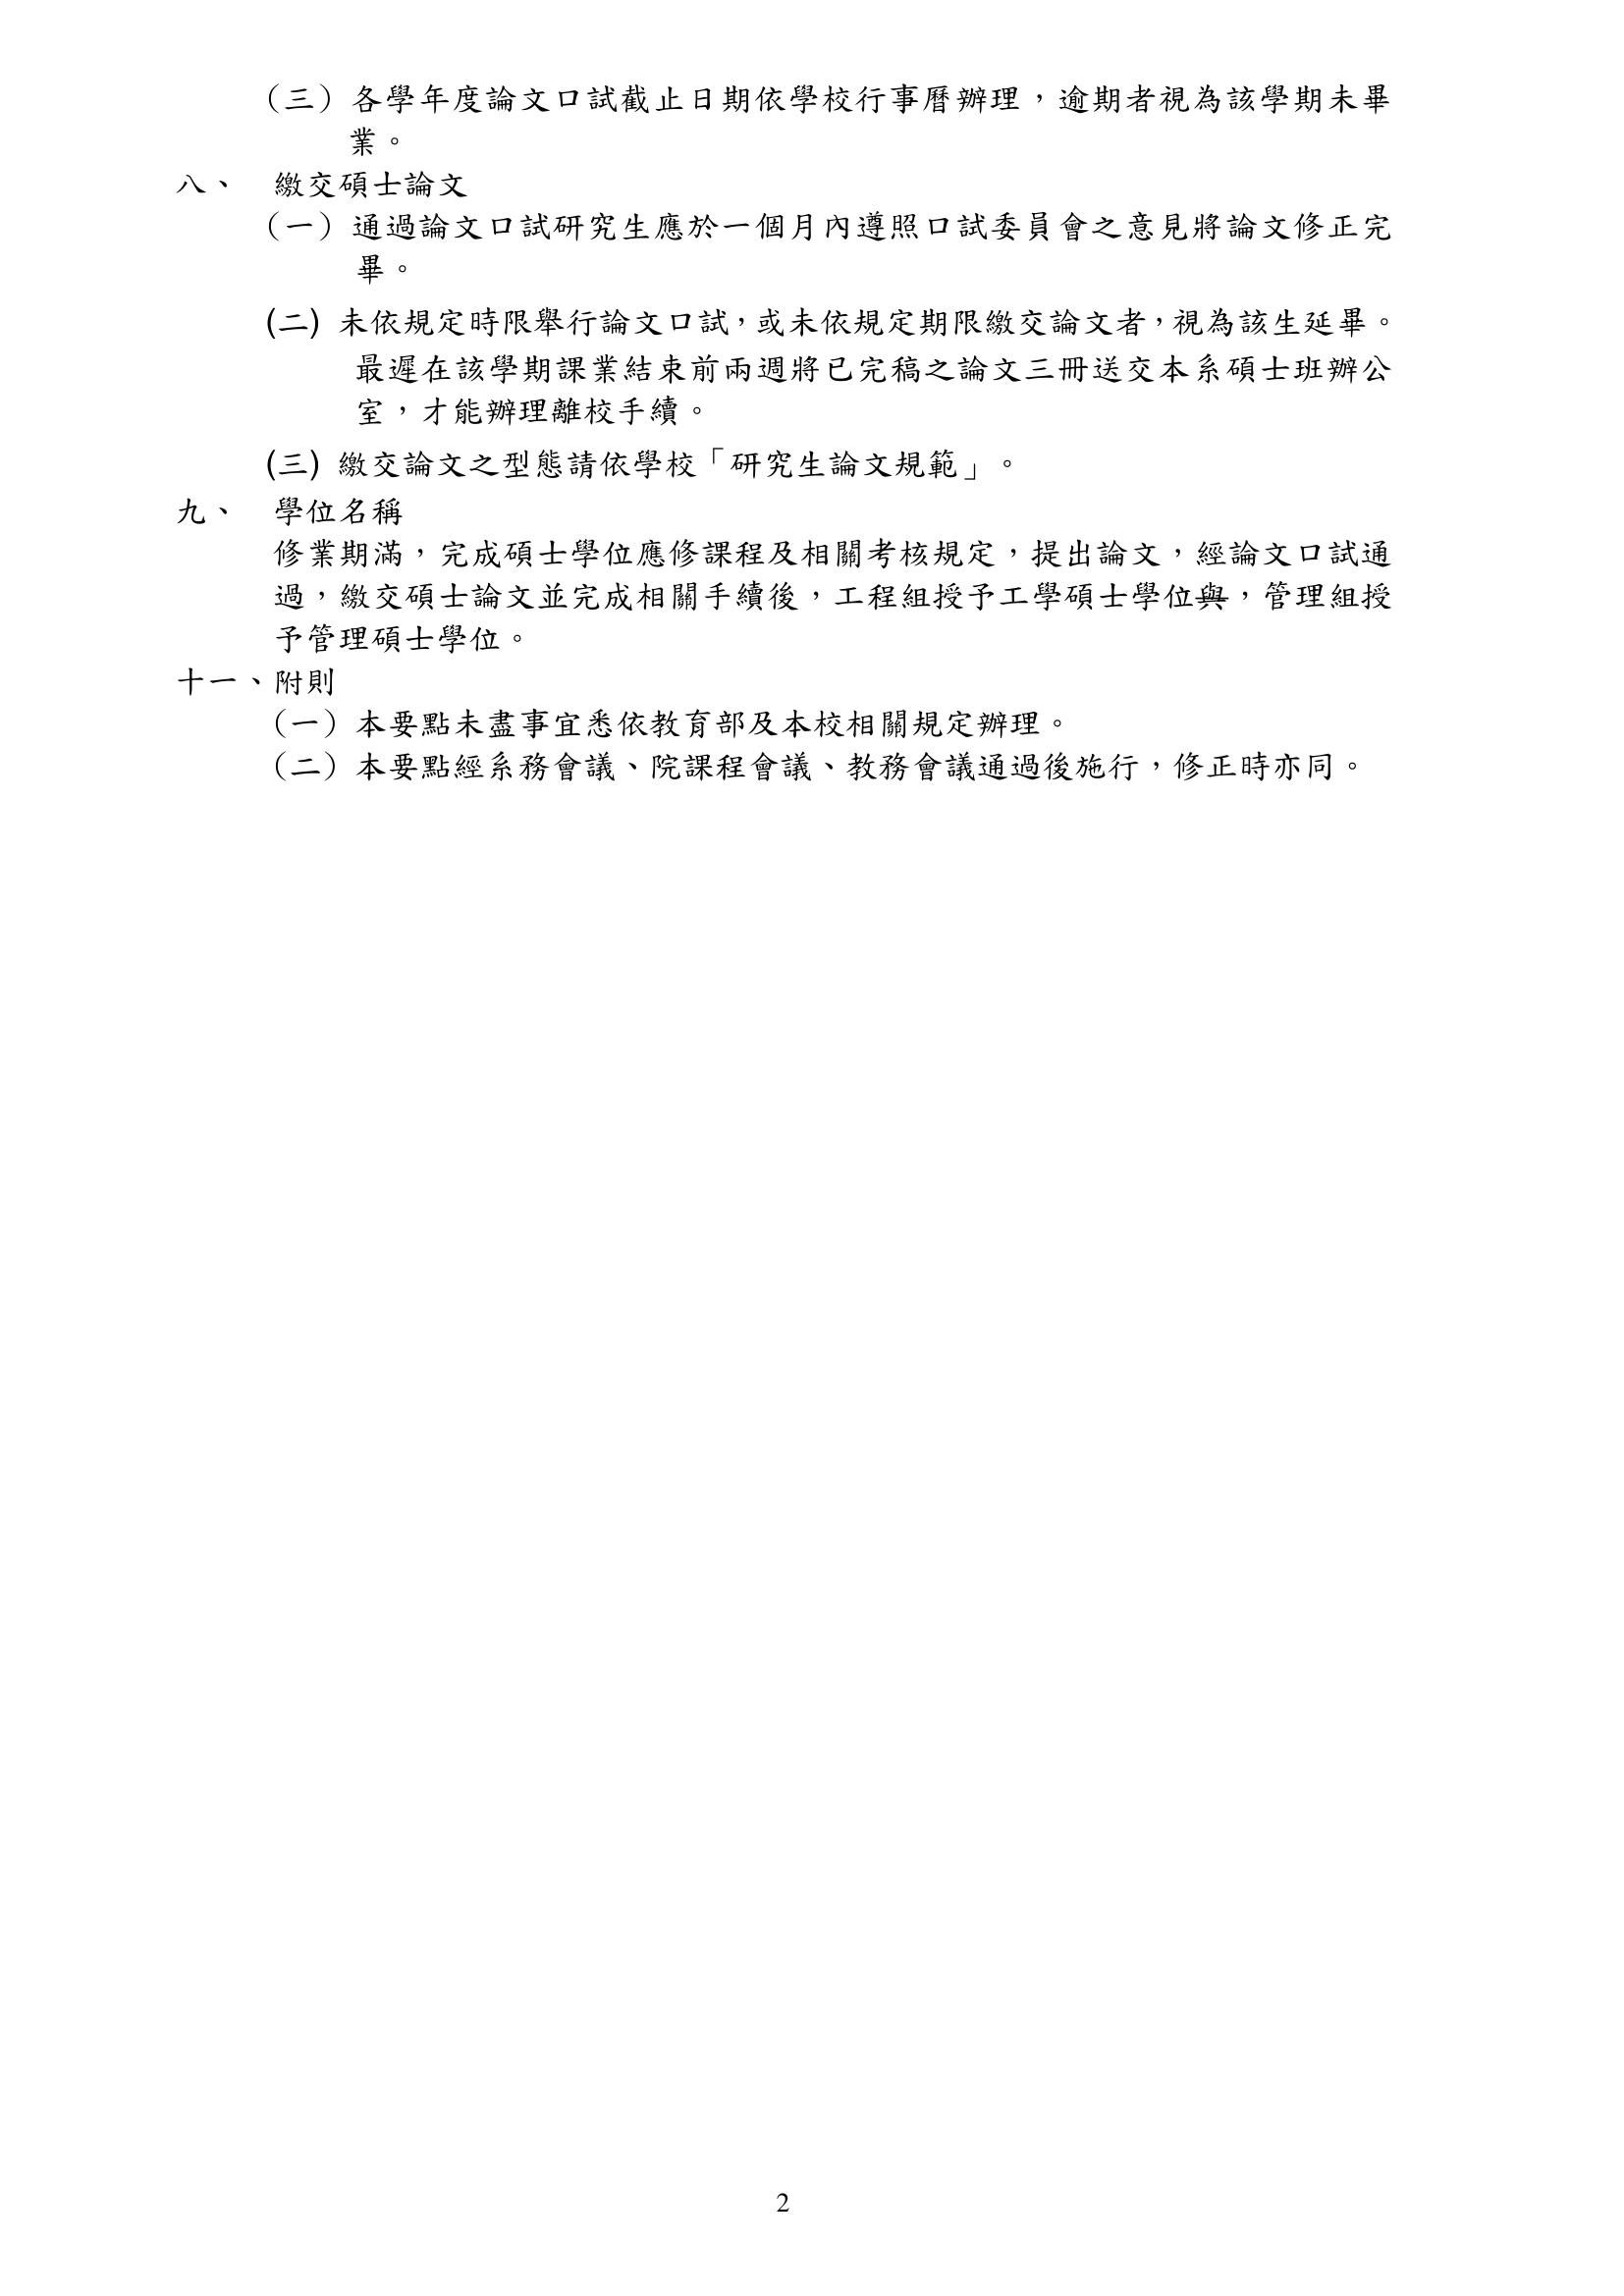 （三）各學年度論文口試截止日期依學校行事曆辦理，逾期者視為該學期未畢
業。
八、 繳交碩士論文
（一）通過論文口試研究生應於一個月內遵照口試委員會之意見將論文修正完
畢。
(二) 未依規定時限舉行論文口試，或未依規定期限繳交論文者，視為該生延畢。
最遲在該學期課業結束前兩週將已完稿之論文三冊送交本系碩士班辦公
室，才能辦理離校手續。
(三) 繳交論文之型態請依學校「研究生論文規範」。
九、 學位名稱
修業期滿，完成碩士學位應修課程及相關考核規定，提出論文，經論文口試通
過，繳交碩士論文並完成相關手續後，工程組授予工學碩士學位與，管理組授
予管理碩士學位。
十一、附則
（一）本要點未盡事宜悉依教育部及本校相關規定辦理。
（二）本要點經系務會議、院課程會議、教務會議通過後施行，修正時亦同。
2